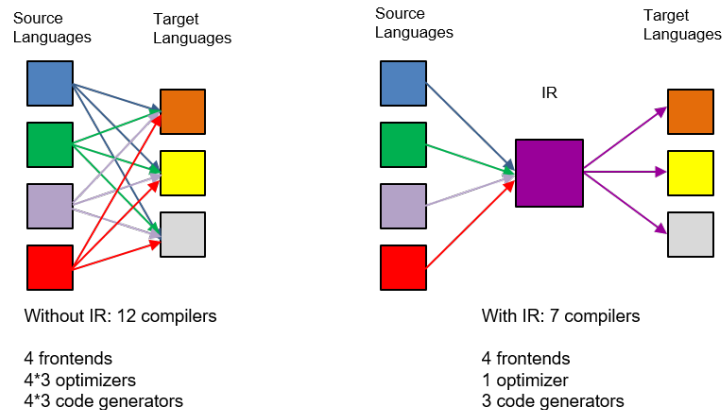 Source
Languages
Target
Languages
Without IR: 12 compilers
4 frontends
4*3 optimizers
4*3 code generators
Source
Languages
IR
Target
Languages
With IR: 7 compilers
4 frontends
1 optimizer
3 code generators